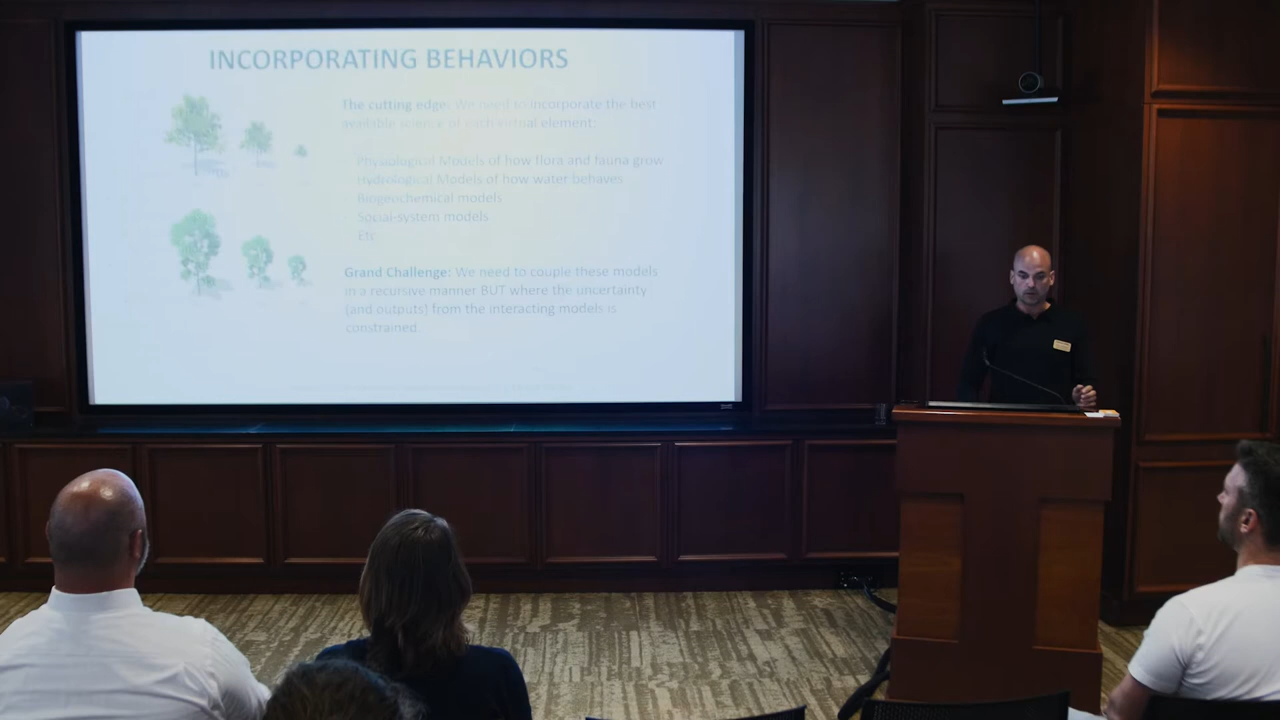 INCORPORATING BEHAVIORS
The cutting edge: We need to incorporate the best
available science of each virtual element:
- Physiological Models of how flora and fauna grow
- Hydrological Models of how water behaves
- Biogeochemical models
- Social-system models
- Etc
Grand Challenge: We need to couple these models
in a recursive manner BUT where the uncertainty
(and outputs) from the interacting models is
constrained.